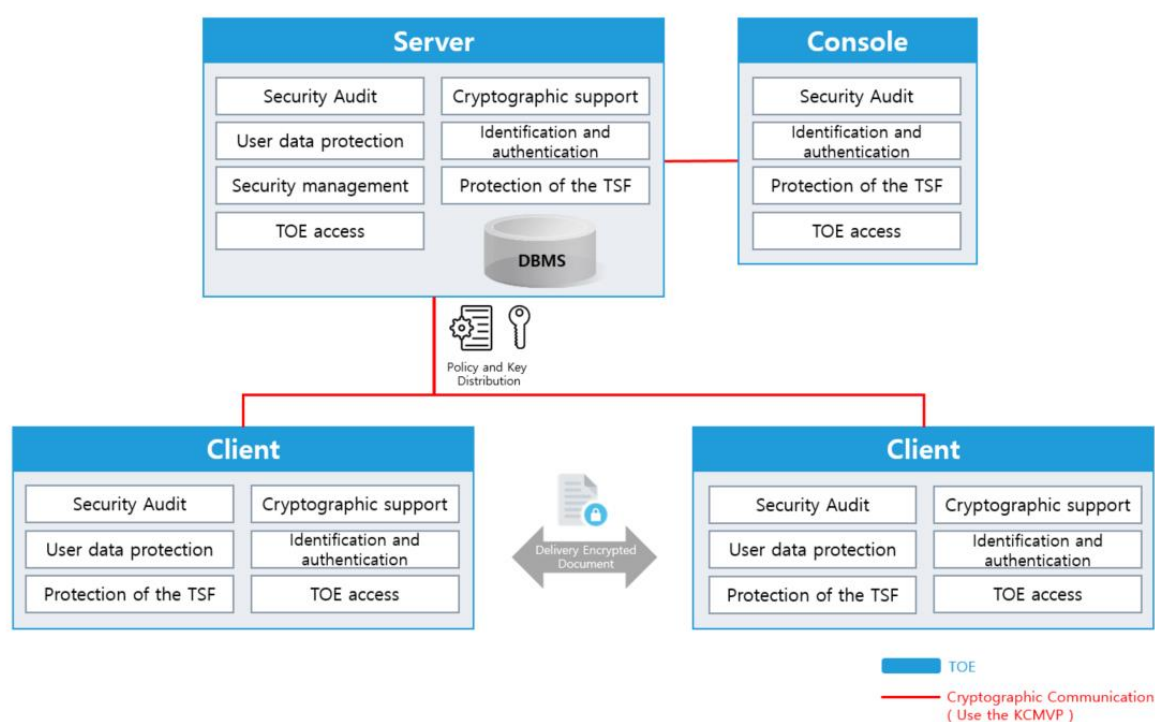 Server
Security Audit
Cryptographic support
User data protection
Identification and
authentication
Security management
Protection of the TSF
TOE access
DBMS
Console
Security Audit
Identification and
authentication
Protection of the TSF
TOE access
Policy and Key
Distribution
Client
Security Audit
Cryptographic support
User data protection
Identification and
authentication
Protection of the TSF
TOE access
Delivery Encrypted
Document
Client
Security Audit
Cryptographic support
User data protection
Identification and
authentication
Protection of the TSF
TOE access
TOE
Cryptographic Communication
( Use the KCMVP )